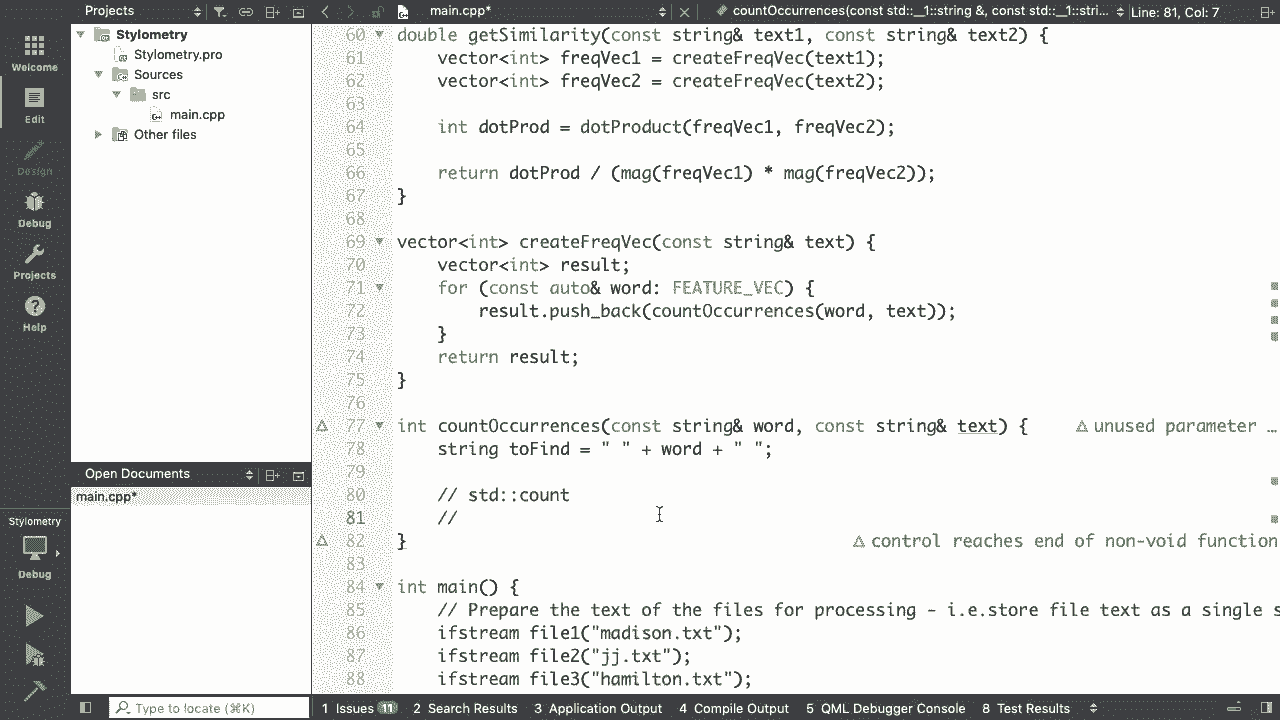 Projects
main.cpp*
countOccurrences(const std::__1::string &, const std::__1::stri...
Line: 81, Col: 7
Welcome
Edit
Design
Debug
Projects
Help
Stylometry
Debug
Stylometry
Stylometry.pro
Sources
src
main.cpp
Other files
Open Documents
main.cpp*
60 double getSimilarity(const string& text1, const string& text2) {
61 vector<int> freqVec1 = createFreqVec(text1);
62 vector<int> freqVec2 = createFreqVec(text2);
63
64 int dotProd = dotProduct(freqVec1, freqVec2);
65
66 return dotProd / (mag(freqVec1) * mag(freqVec2));
67 }
68
69 vector<int> createFreqVec(const string& text) {
70 vector<int> result;
71 for (const auto& word: FEATURE_VEC) {
72 result.push_back(countOccurrences(word, text));
73 }
74 return result;
75 }
76
77 int countOccurrences(const string& word, const string& text) { unused parameter ...
78 string toFind = " " + word + " ";
79
80 // std::count
81 //
82 } control reaches end of non-void function
83
84 int main() {
85 // Prepare the text of the files for processing - i.e.store file text as a single s
86 ifstream file1("madison.txt");
87 ifstream file2("jj.txt");
88 ifstream file3("hamilton.txt");
Type to locate (⌘K)
1 Issues
2 Search Results
3 Application Output
4 Compile Output
5 QML Debugger Console
8 Test Results